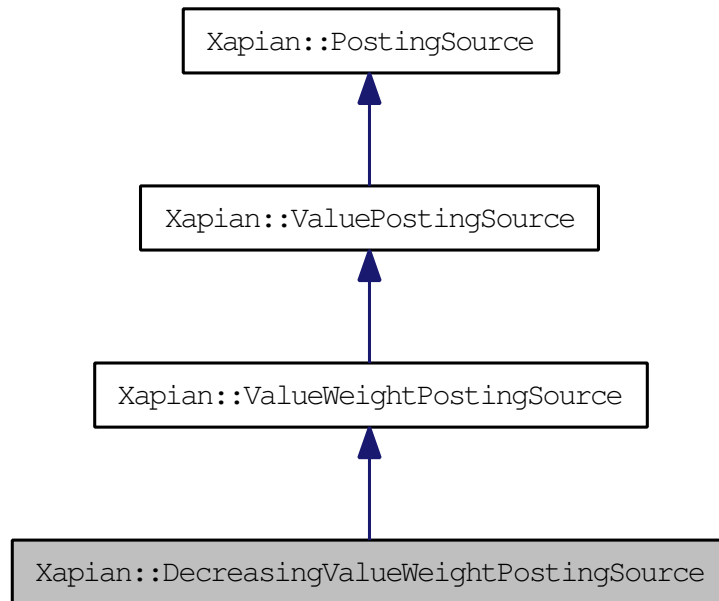 Xapian::PostingSource
Xapian::ValuePostingSource
Xapian::ValueWeightPostingSource
Xapian::DecreasingValueWeightPostingSource